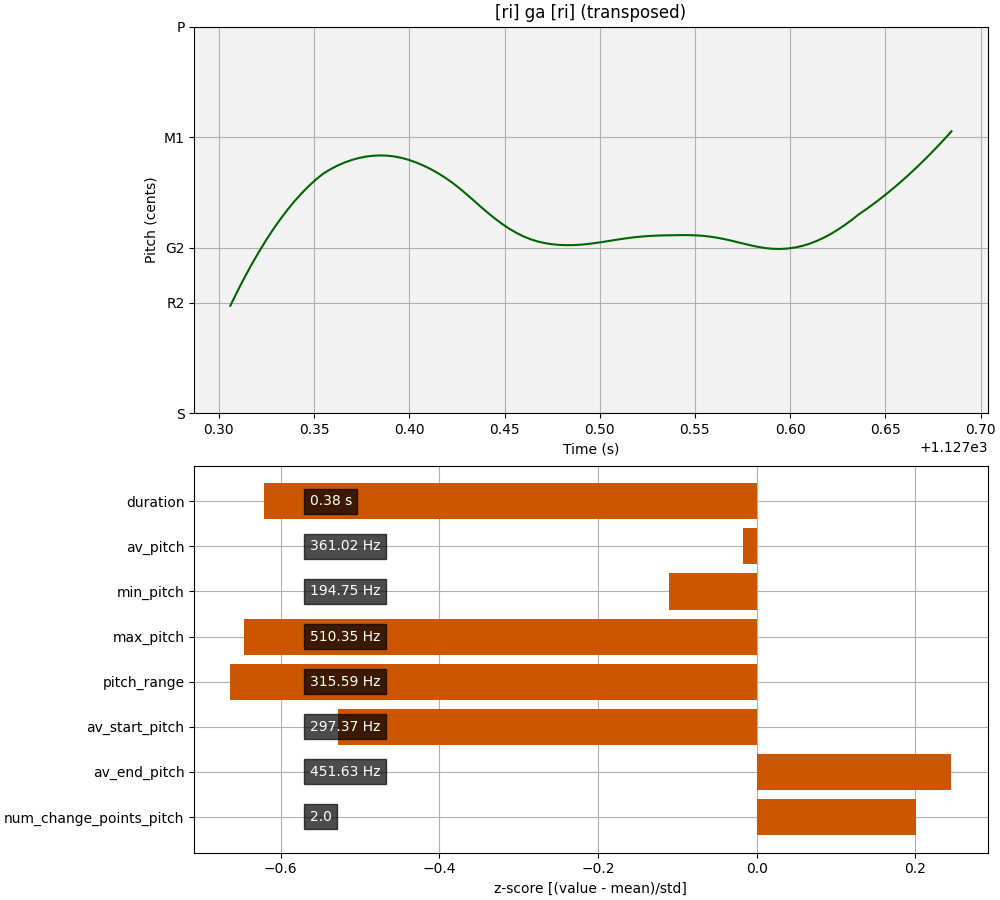 [ri] ga [ri] (transposed)
P
M1
G2
R2
S
Pitch (cents)
0.30 0.35 0.40 0.45 0.50 0.55 0.60 0.65 0.70
Time (s)
+1.127e3
duration 0.38 s
av_pitch 361.02 Hz
min_pitch 194.75 Hz
max_pitch 510.35 Hz
pitch_range 315.59 Hz
av_start_pitch 297.37 Hz
av_end_pitch 451.63 Hz
num_change_points_pitch 2.0
−0.6 −0.4 −0.2 0.0 0.2
z-score [(value - mean)/std]